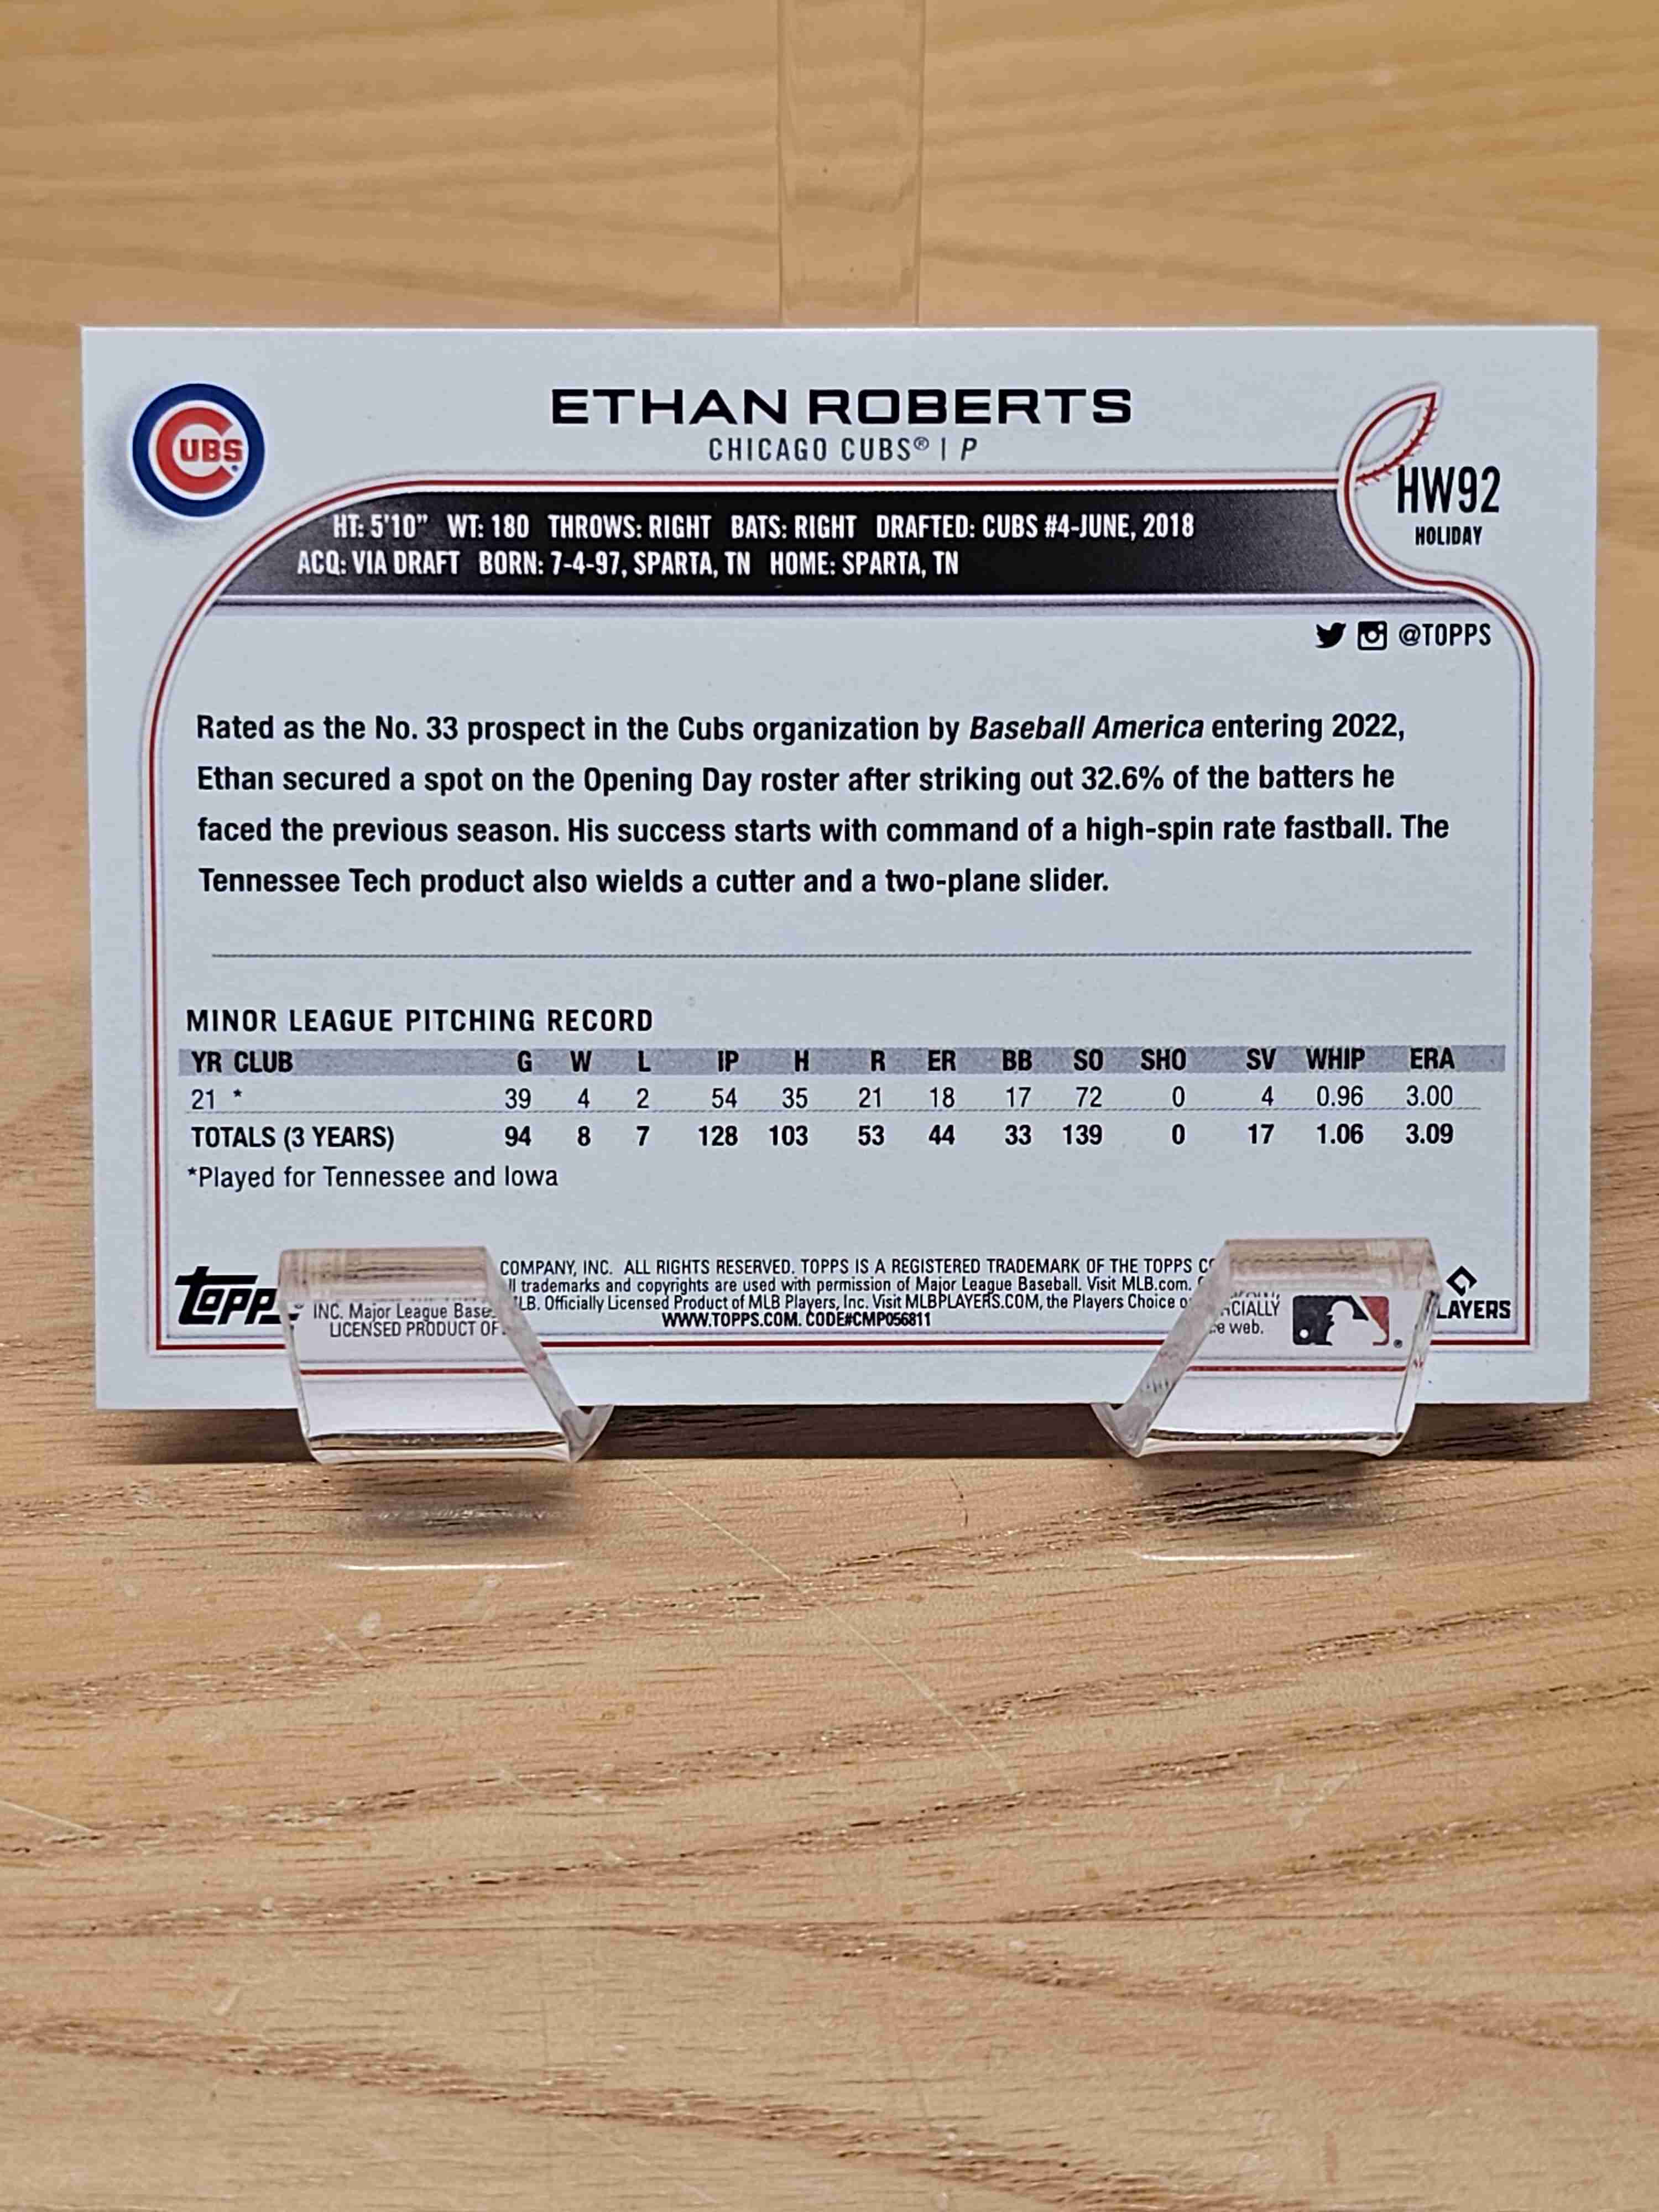 CUBS
ETHAN ROBERTS
CHICAGO CUBS® | P
HW92
HOLIDAY
HT: 5'10” WT: 180 THROWS: RIGHT BATS: RIGHT DRAFTED: CUBS #4-JUNE, 2018
ACQ: VIA DRAFT BORN: 7-4-97, SPARTA, TN HOME: SPARTA, TN
@TOPPS
Rated as the No. 33 prospect in the Cubs organization by Baseball America entering 2022,
Ethan secured a spot on the Opening Day roster after striking out 32.6% of the batters he
faced the previous season. His success starts with command of a high-spin rate fastball. The
Tennessee Tech product also wields a cutter and a two-plane slider.
MINOR LEAGUE PITCHING RECORD
YR CLUB G W L IP H R ER BB SO SHO SV WHIP ERA
21 * 39 4 2 54 35 21 18 17 72 0 4 0.96 3.00
TOTALS (3 YEARS) 94 8 7 128 103 53 44 33 139 0 17 1.06 3.09
*Played for Tennessee and Iowa
Topps
COMPANY, INC. ALL RIGHTS RESERVED. TOPPS IS A REGISTERED TRADEMARK OF THE TOPPS
trademarks and copyrights are used with permission of Major League Baseball. Visit MLB.com.
INC. Major League Officially Licensed Product of MLB Players, Inc. Visit MLBPLAYERS.COM, the Players Choice
LICENSED PRODUCT OF WWW.TOPPS.COM. CODE#CMP056811 web.